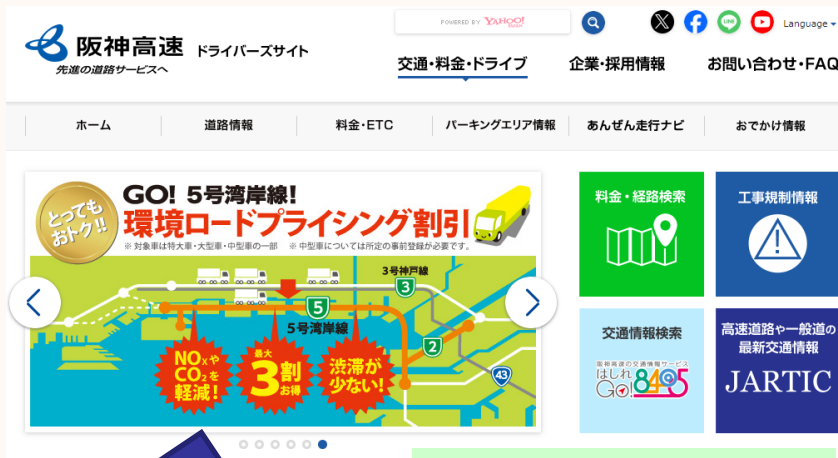 POWERED BY YAHOO! JAPAN
Language
阪神高速 ドライバーズサイト
先進の道路サービスへ
交通・料金・ドライブ
企業・採用情報
お問い合わせ・FAQ
ホーム
道路情報
料金・ETC
パーキングエリア情報
あんぜん走行ナビ
おでかけ情報
とっても
おトク!!
GO! 5号湾岸線!
環境ロードプライシング割引
※ 対象車は特大車・大型車・中型車の一部 ※ 中型車については所定の事前登録が必要です。
3号神戸線
3
5
5号湾岸線
2
43
NOxや
CO2を
軽減!
最大
3割
お得
渋滞が
少ない!
料金・経路検索
工事規制情報
交通情報検索
阪神高速の交通情報サービス
はしれ
GO! 8405
高速道路や一般道の
最新交通情報
JARTIC